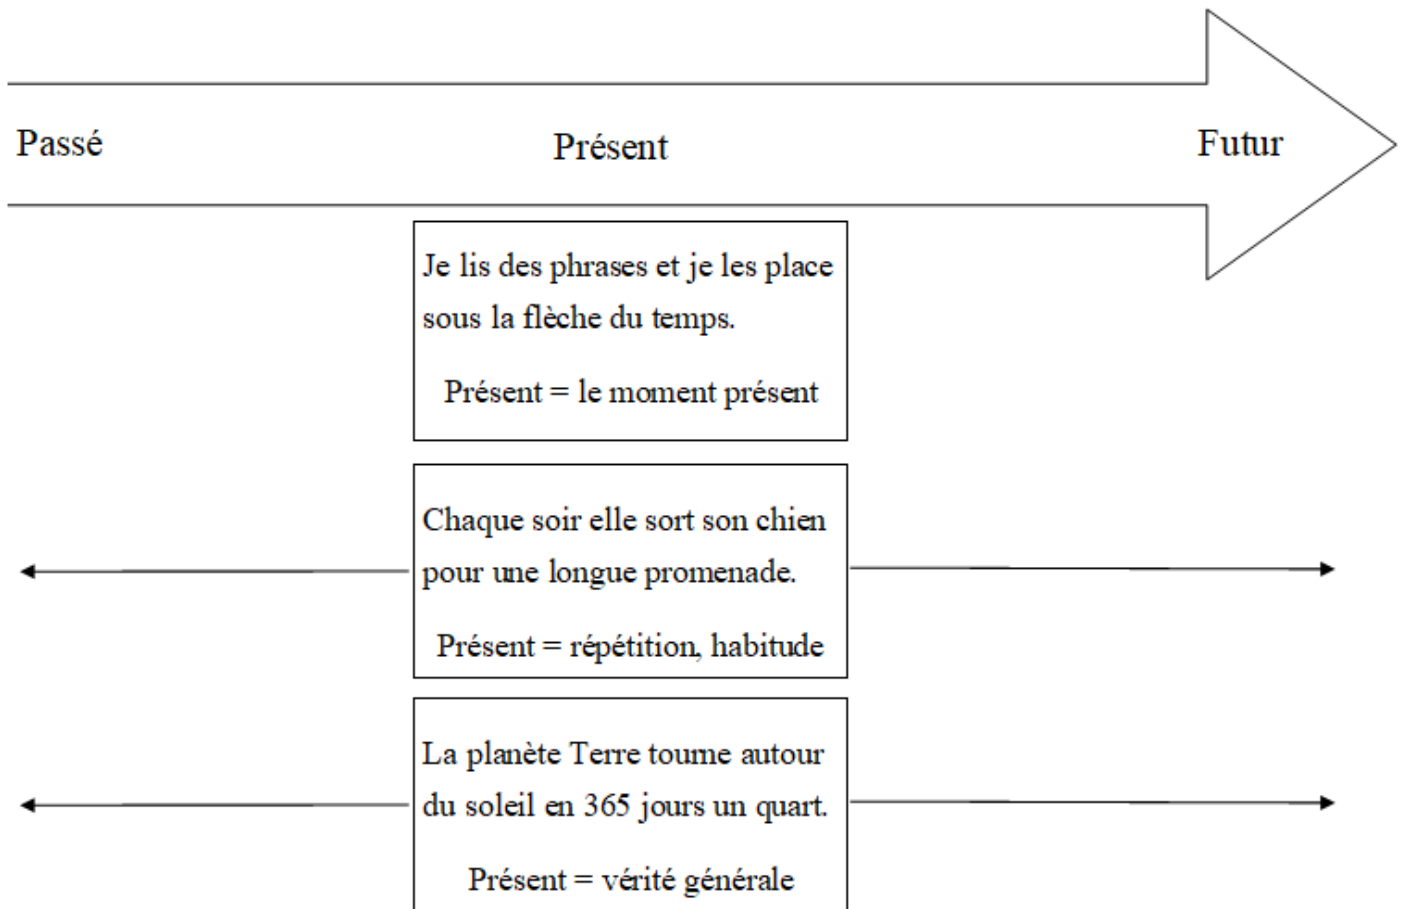 Passé
Présent
Futur
Je lis des phrases et je les place
sous la flèche du temps.
Présent = le moment présent
Chaque soir elle sort son chien
pour une longue promenade.
Présent = répétition, habitude
La planète Terre tourne autour
du soleil en 365 jours un quart.
Présent = vérité générale